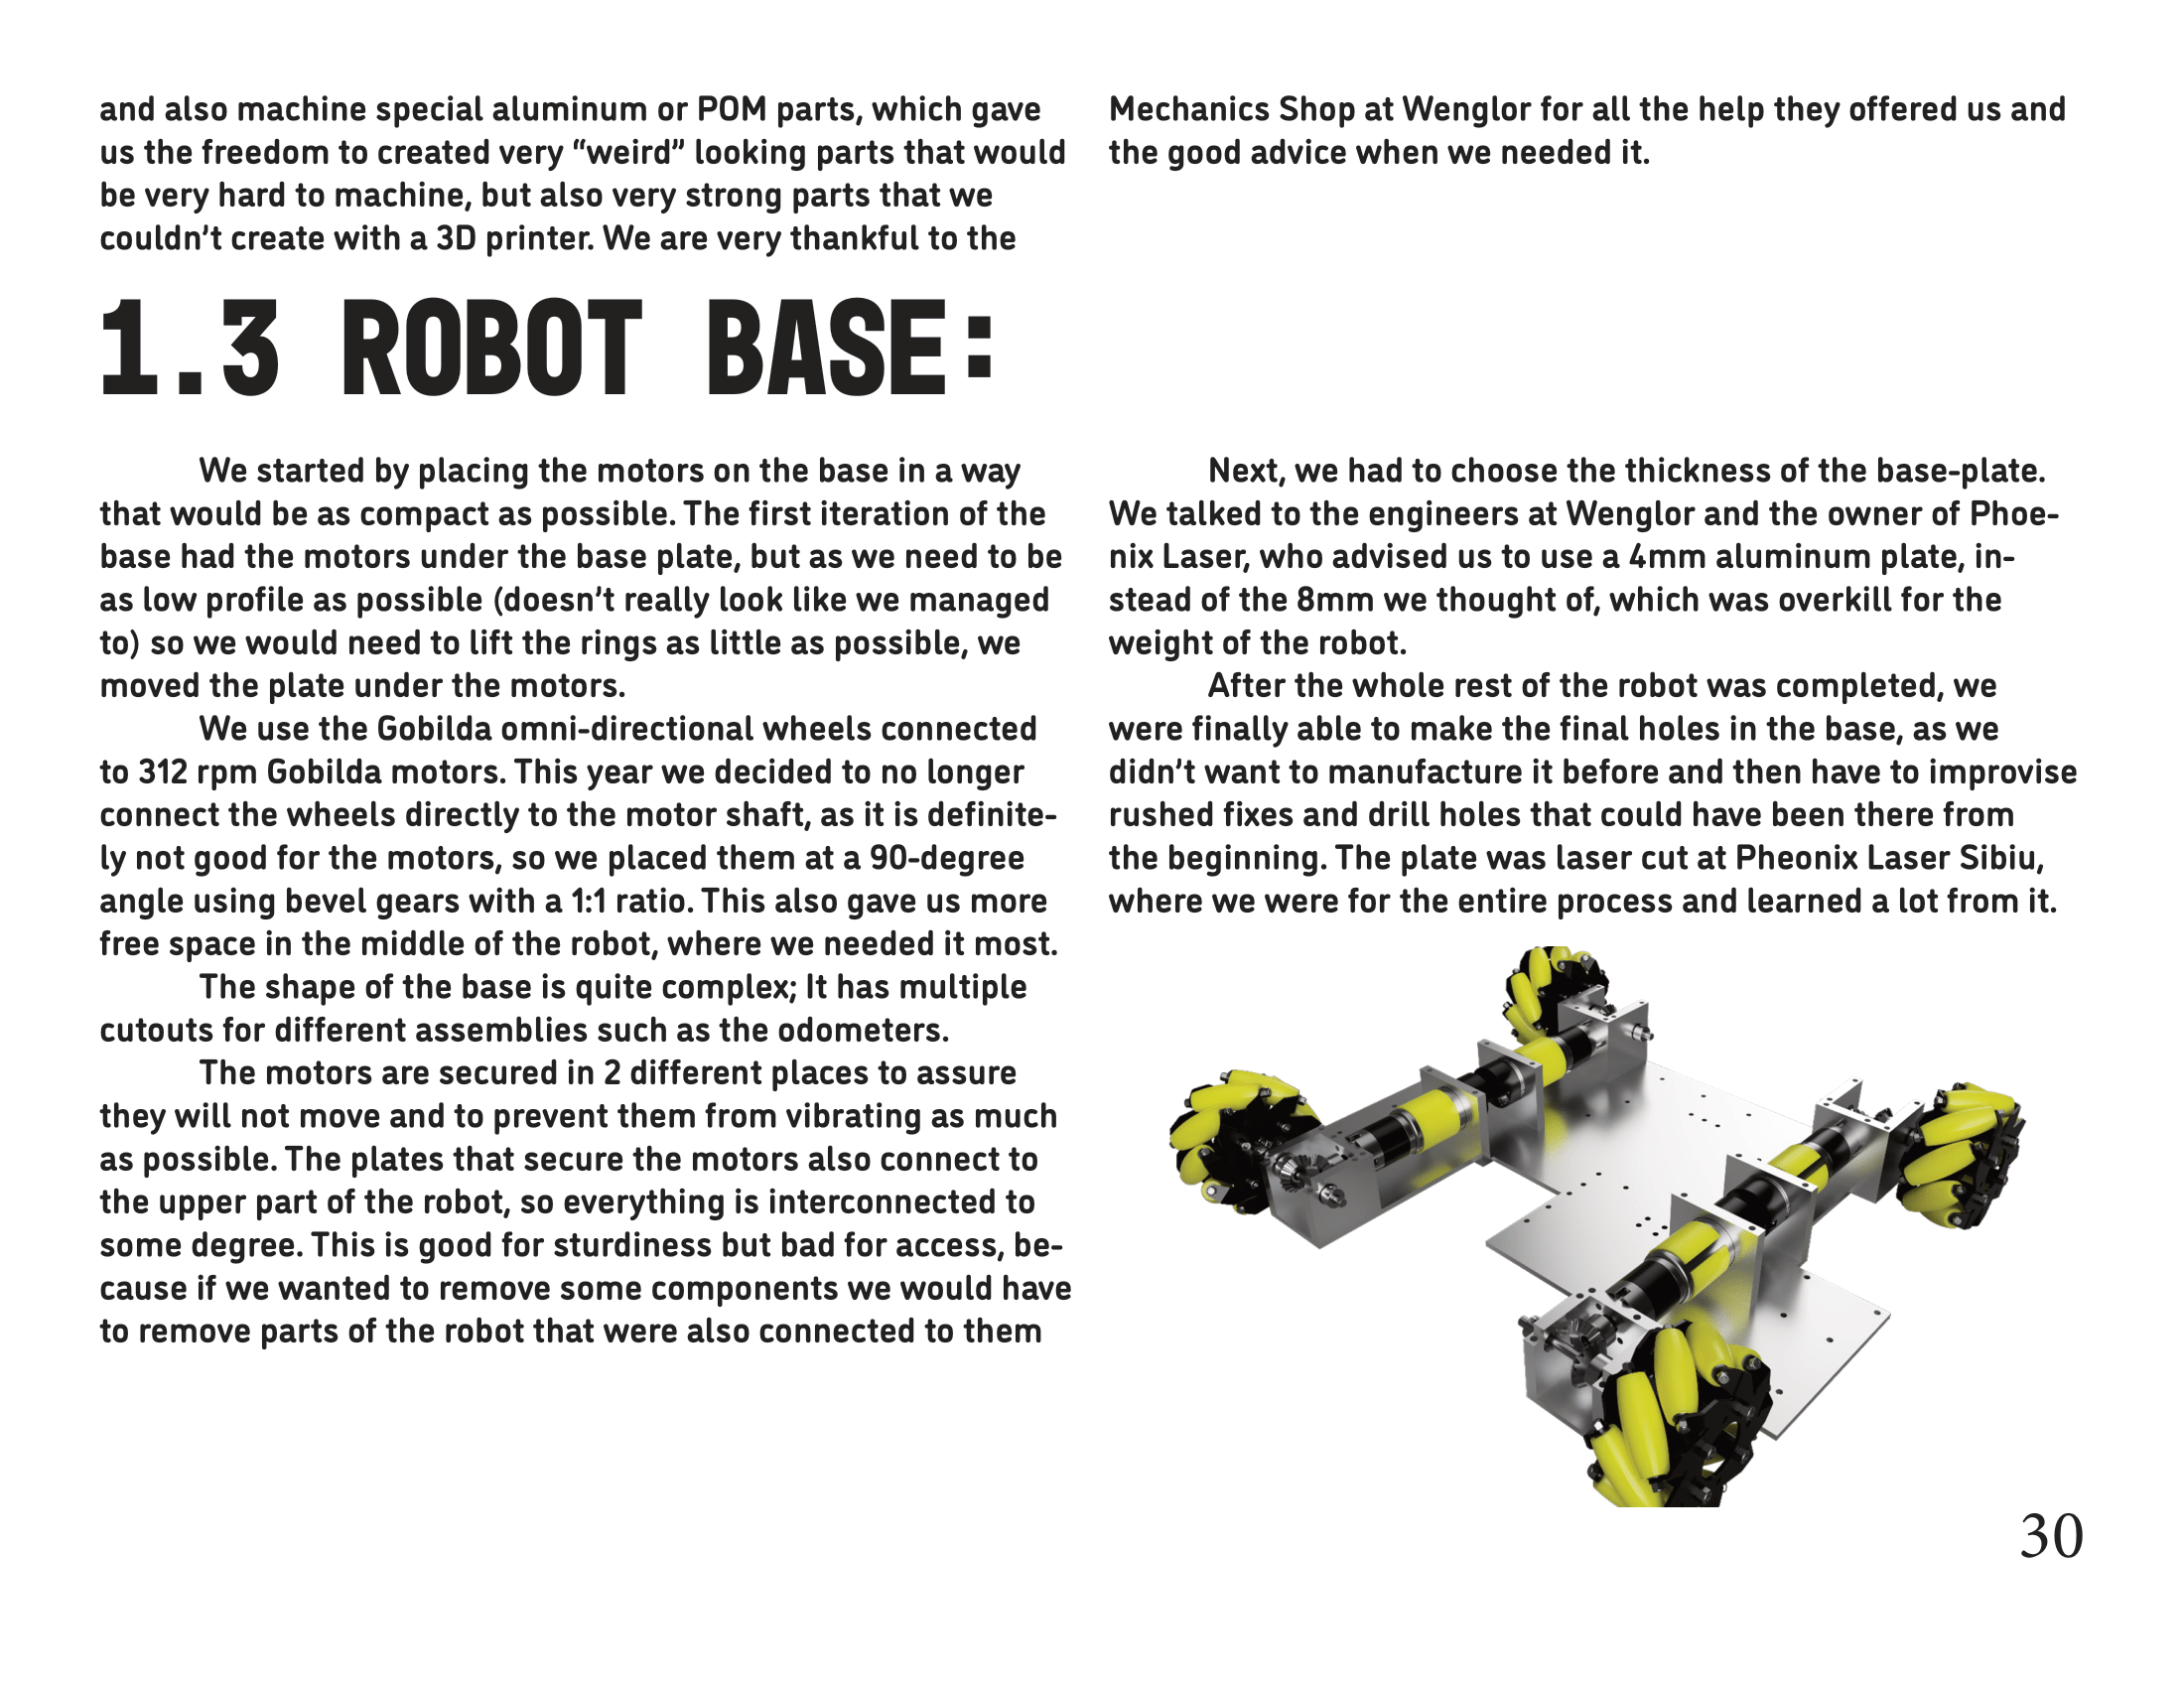 and also machine special aluminum or POM parts, which gave
us the freedom to created very “weird” looking parts that would
be very hard to machine, but also very strong parts that we
couldn’t create with a 3D printer. We are very thankful to the
Mechanics Shop at Wenglor for all the help they offered us and
the good advice when we needed it.
1.3 ROBOT BASE:
We started by placing the motors on the base in a way
that would be as compact as possible. The first iteration of the
base had the motors under the base plate, but as we need to be
as low profile as possible (doesn’t really look like we managed
to) so we would need to lift the rings as little as possible, we
moved the plate under the motors.
We use the Gobilda omni-directional wheels connected
to 312 rpm Gobilda motors. This year we decided to no longer
connect the wheels directly to the motor shaft, as it is definite-
ly not good for the motors, so we placed them at a 90-degree
angle using bevel gears with a 1:1 ratio. This also gave us more
free space in the middle of the robot, where we needed it most.
The shape of the base is quite complex; It has multiple
cutouts for different assemblies such as the odometers.
The motors are secured in 2 different places to assure
they will not move and to prevent them from vibrating as much
as possible. The plates that secure the motors also connect to
the upper part of the robot, so everything is interconnected to
some degree. This is good for sturdiness but bad for access, be-
cause if we wanted to remove some components we would have
to remove parts of the robot that were also connected to them
Next, we had to choose the thickness of the base-plate.
We talked to the engineers at Wenglor and the owner of Phoe-
nix Laser, who advised us to use a 4mm aluminum plate, in-
stead of the 8mm we thought of, which was overkill for the
weight of the robot.
After the whole rest of the robot was completed, we
were finally able to make the final holes in the base, as we
didn’t want to manufacture it before and then have to improvise
rushed fixes and drill holes that could have been there from
the beginning. The plate was laser cut at Pheonix Laser Sibiu,
where we were for the entire process and learned a lot from it.
30